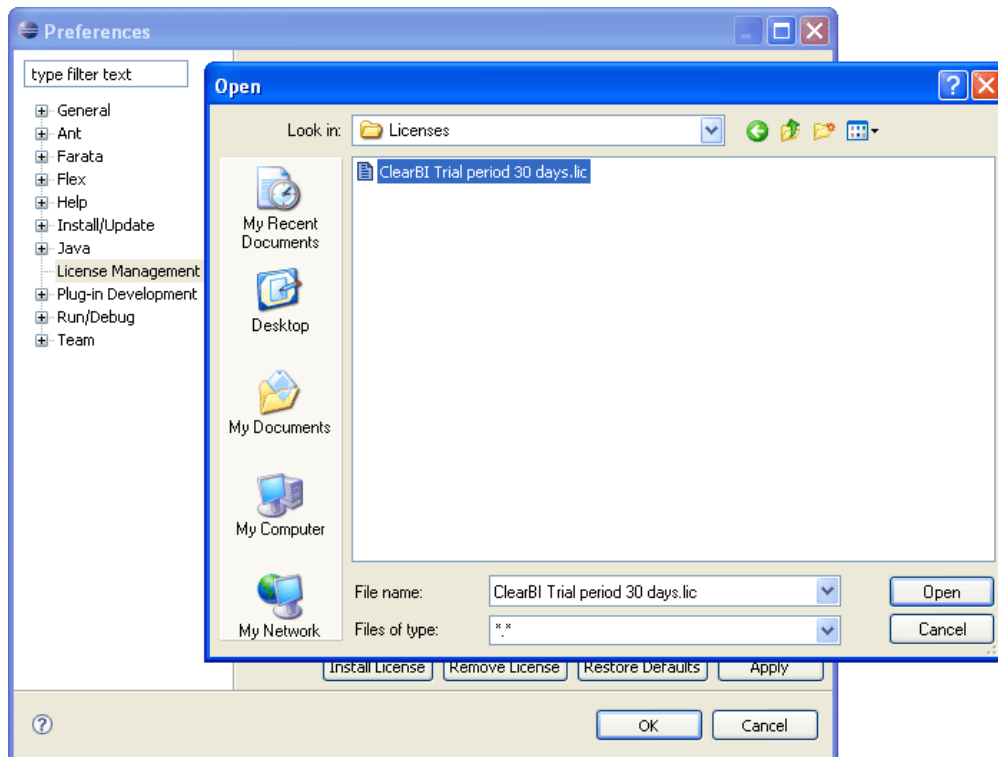 Preferences
type filter text
General
Ant
Farata
Flex
Help
Install/Update
Java
License Management
Plug-in Development
Run/Debug
Team
Open
Look in: Licenses
ClearBI Trial period 30 days.lic
My Recent
Documents
Desktop
My Documents
My Computer
My Network
File name: ClearBI Trial period 30 days.lic Open
Files of type: *.* Cancel
Install License Remove License Restore Defaults Apply
OK Cancel